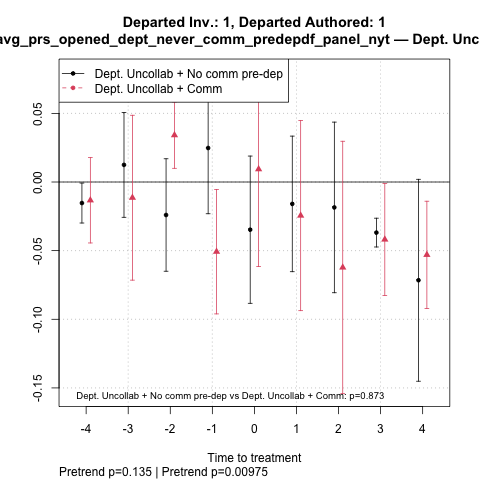 Departed Inv.: 1, Departed Authored: 1
avg_prs_opened_dept_never_comm_predepdf_panel_nyt — Dept. Unc
Dept. Uncollab + No comm pre-dep
Dept. Uncollab + Comm
0.05
0.00
-0.05
-0.10
-0.15
Dept. Uncollab + No comm pre-dep vs Dept. Uncollab + Comm: p=0.873
-4 -3 -2 -1 0 1 2 3 4
Time to treatment
Pretrend p=0.135 | Pretrend p=0.00975